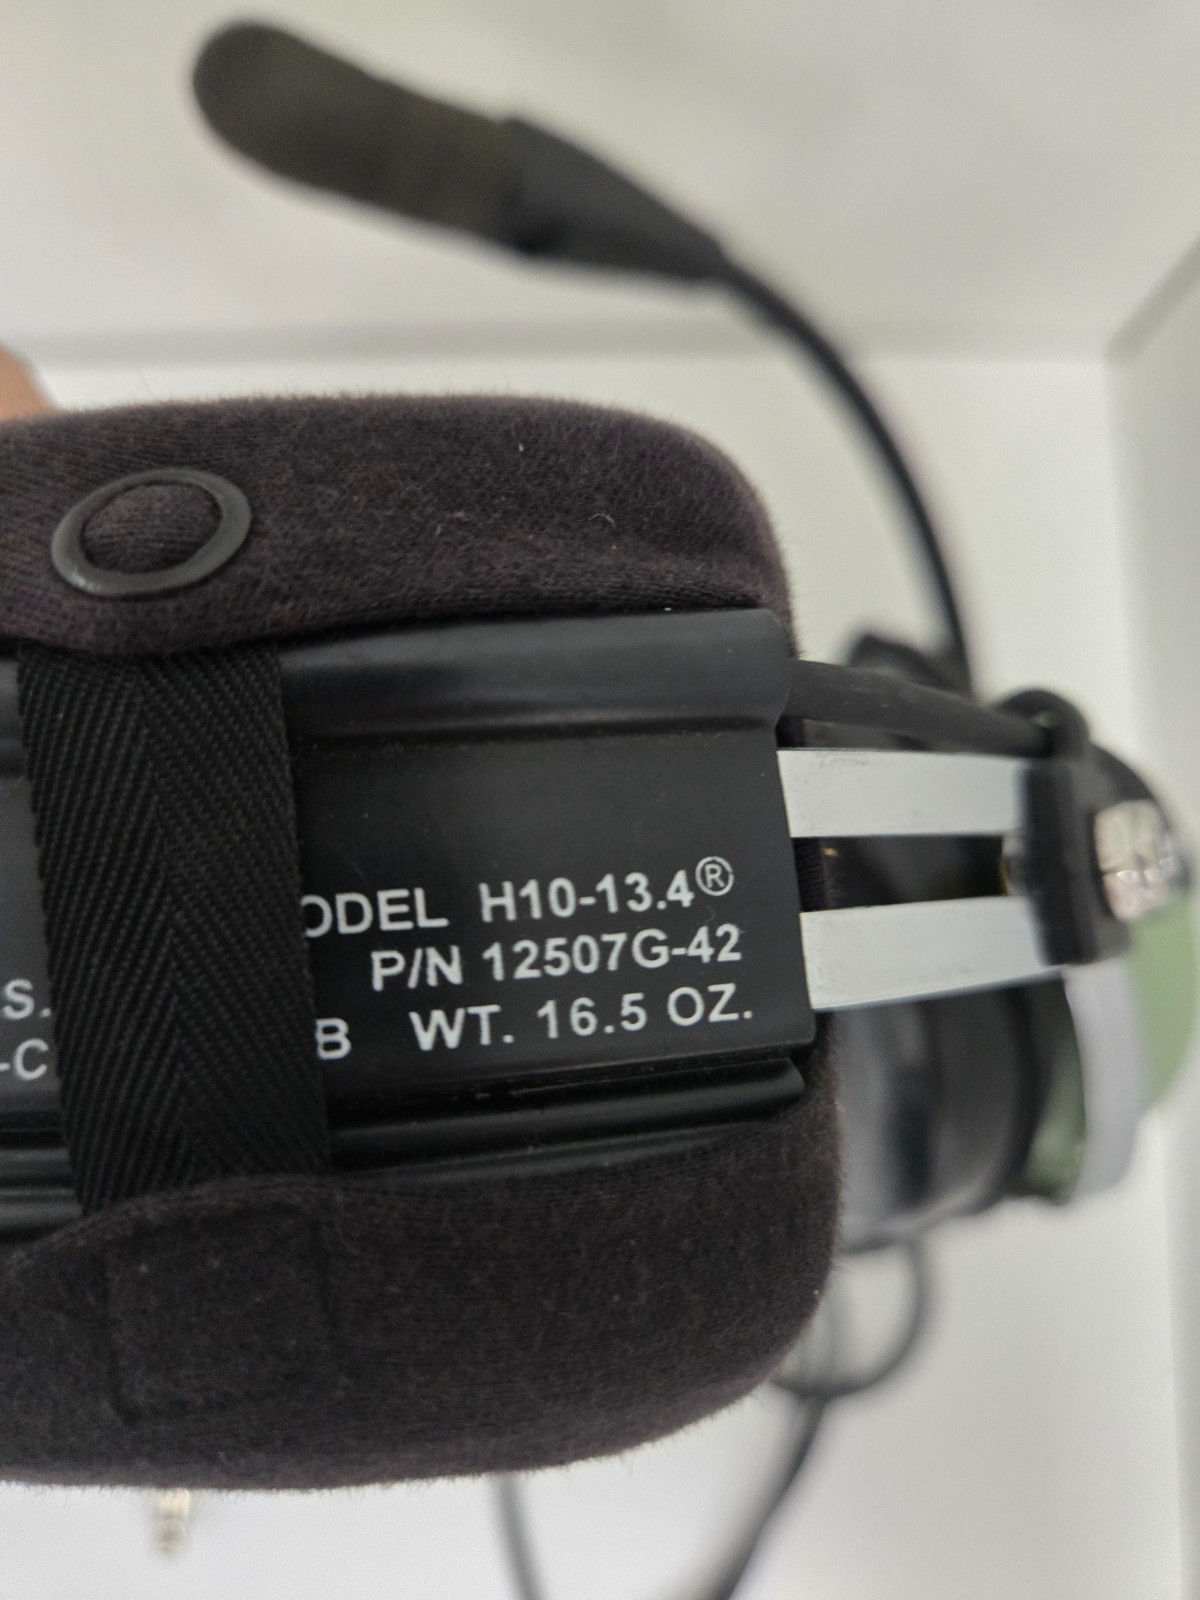 ODEL H10-13.4®
P/N 12507G-42
S.
-C B WT. 16.5 OZ.